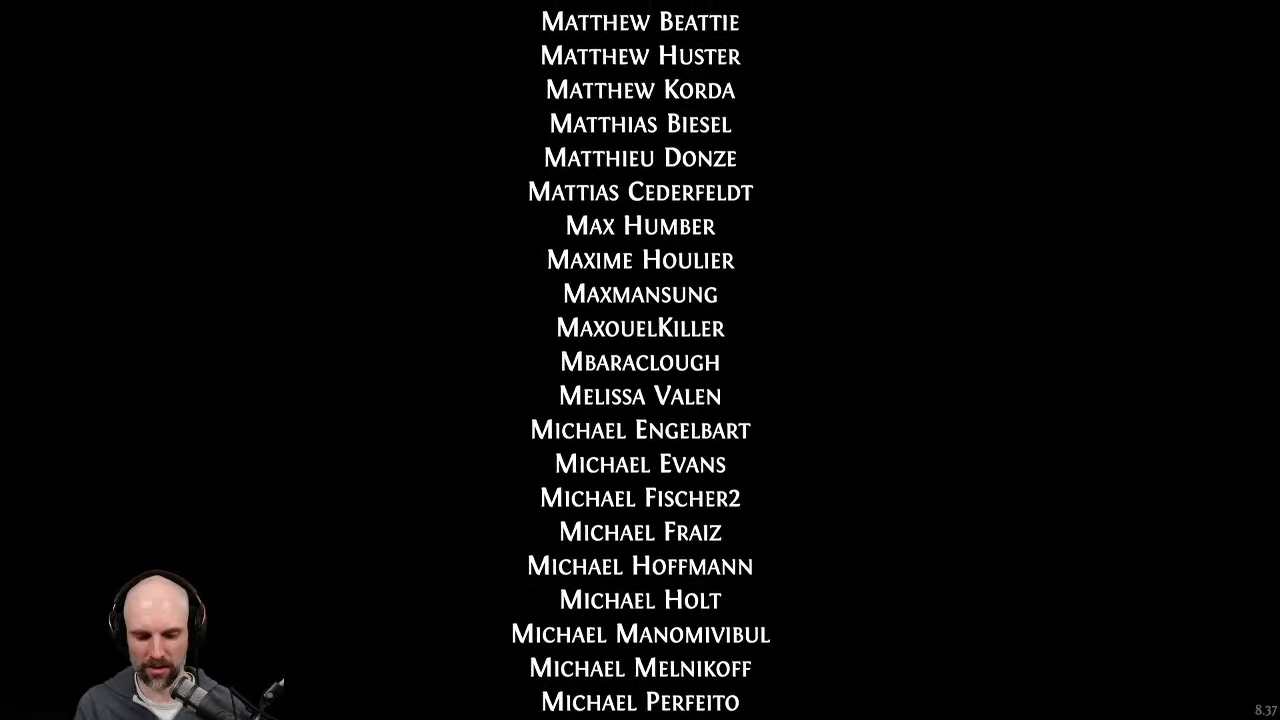 Matthew Beattie
Matthew Huster
Matthew Korda
Matthias Biesel
Matthieu Donze
Mattias Cederfeldt
Max Humber
Maxime Houlier
Maxmansung
MaxouelKiller
Mbaraclough
Melissa Valen
Michael Engelbart
Michael Evans
Michael Fischer2
Michael Fraiz
Michael Hoffmann
Michael Holt
Michael Manomivibul
Michael Melnikoff
Michael Perfeito
8.37